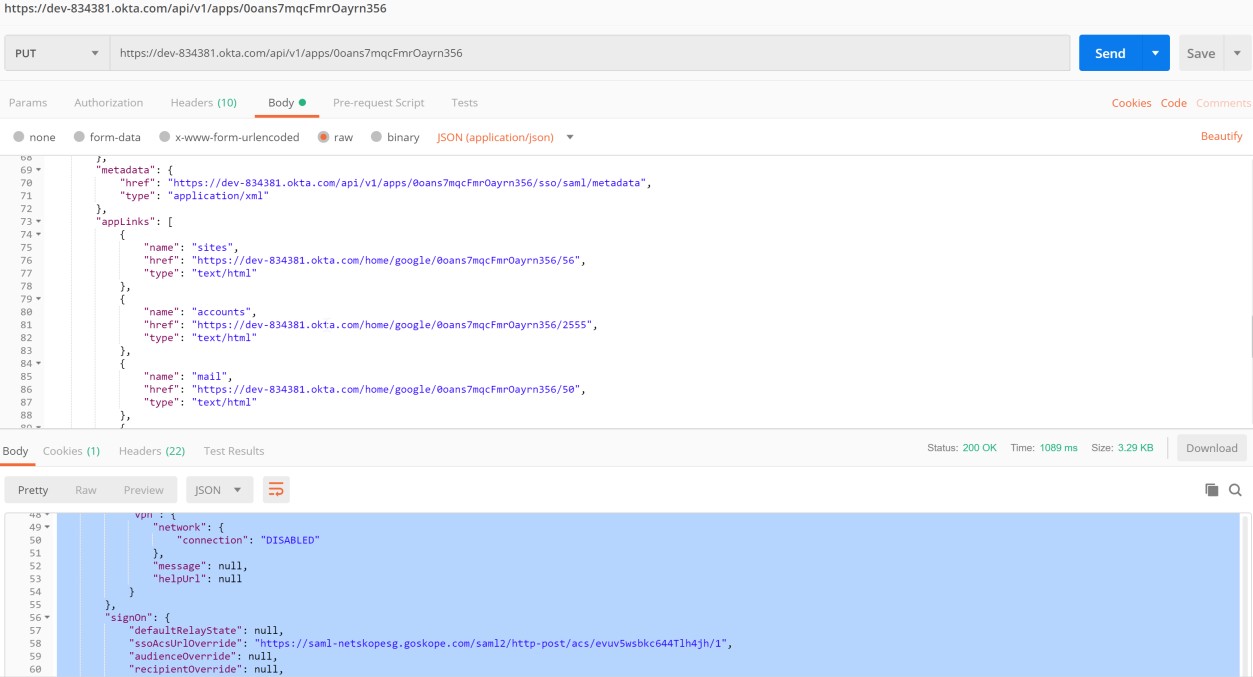 https://dev-834381.okta.com/api/v1/apps/0oans7mqcFmrOayrn356
PUT https://dev-834381.okta.com/api/v1/apps/0oans7mqcFmrOayrn356 Send Save
Params Authorization Headers (10) Body Pre-request Script Tests Cookies Code Comments
none form-data x-www-form-urlencoded raw binary JSON (application/json) Beautify
68 },
69 "metadata": {
70 "href": "https://dev-834381.okta.com/api/v1/apps/0oans7mqcFmrOayrn356/sso/saml/metadata",
71 "type": "application/xml"
72 },
73 "appLinks": [
74 {
75 "name": "sites",
76 "href": "https://dev-834381.okta.com/home/google/0oans7mqcFmrOayrn356/56",
77 "type": "text/html"
78 },
79 {
80 "name": "accounts",
81 "href": "https://dev-834381.okta.com/home/google/0oans7mqcFmrOayrn356/2555",
82 "type": "text/html"
83 },
84 {
85 "name": "mail",
86 "href": "https://dev-834381.okta.com/home/google/0oans7mqcFmrOayrn356/50",
87 "type": "text/html"
88 },
89 {
Body Cookies (1) Headers (22) Test Results Status: 200 OK Time: 1089 ms Size: 3.29 KB Download
Pretty Raw Preview JSON
48 "vpn": {
49 "network": {
50 "connection": "DISABLED"
51 },
52 "message": null,
53 "helpUrl": null
54 }
55 },
56 "signOn": {
57 "defaultRelayState": null,
58 "ssoAcsUrlOverride": "https://saml-netskopesg.goskope.com/saml2/http-post/acs/evuv5wsbkc644Tlh4jh/1",
59 "audienceOverride": null,
60 "recipientOverride": null,